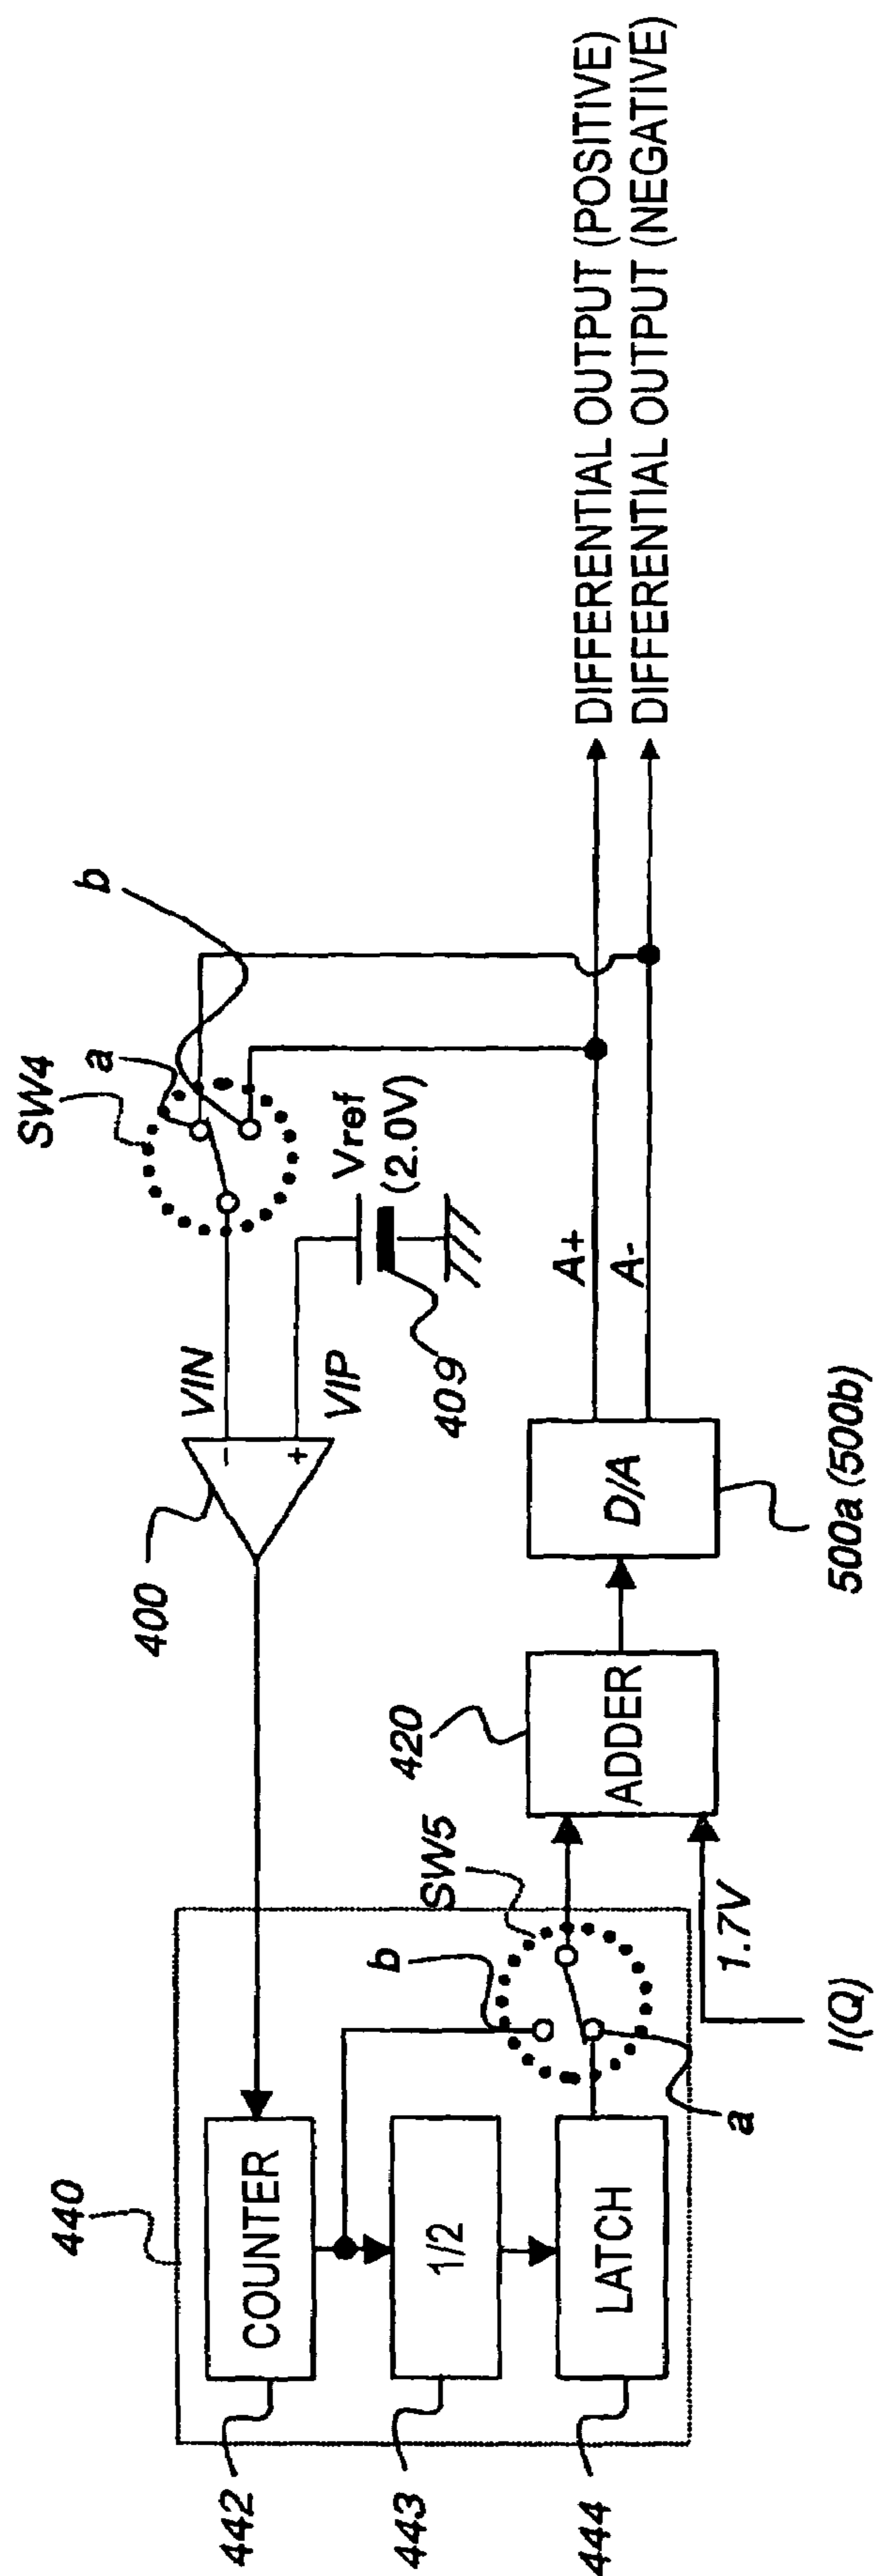 SW4
a
b
400
VIN
-
+
VIP
Vref
(2.0V)
409
440
442
COUNTER
443
1/2
444
LATCH
b
SW5
a
420
ADDER
1.7V
I(Q)
D/A
500a (500b)
A+
A-
DIFFERENTIAL OUTPUT (POSITIVE)
DIFFERENTIAL OUTPUT (NEGATIVE)